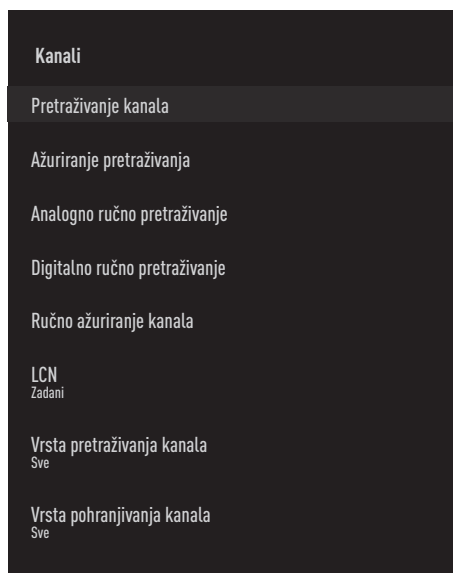 Kanali
Pretraživanje kanala
Ažuriranje pretraživanja
Analogno ručno pretraživanje
Digitalno ručno pretraživanje
Ručno ažuriranje kanala
LCN
Zadani
Vrsta pretraživanja kanala
Sve
Vrsta pohranjivanja kanala
Sve